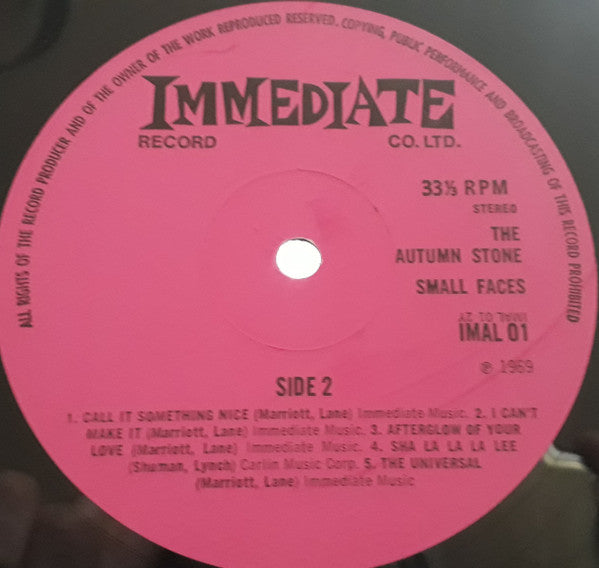 ALL RIGHTS OF THE RECORD PRODUCER AND OF THE OWNER OF THE WORK REPRODUCED RESERVED. COPYING, PUBLIC PERFORMANCE AND BROADCASTING OF THIS RECORD PROHIBITED
IMMEDIATE
RECORD CO. LTD.
33⅓ RPM
STEREO
THE
AUTUMN STONE
SMALL FACES
IMAL 01 2Y
IMAL 01
℗ 1969
SIDE 2
1. CALL IT SOMETHING NICE (Marriott, Lane) Immediate Music. 2. I CAN'T
MAKE IT (Marriott, Lane) Immediate Music. 3. AFTERGLOW OF YOUR
LOVE (Marriott, Lane) Immediate Music. 4. SHA LA LA LA LEE
(Shuman, Lynch) Carlin Music Corp. 5. THE UNIVERSAL
(Marriott, Lane) Immediate Music